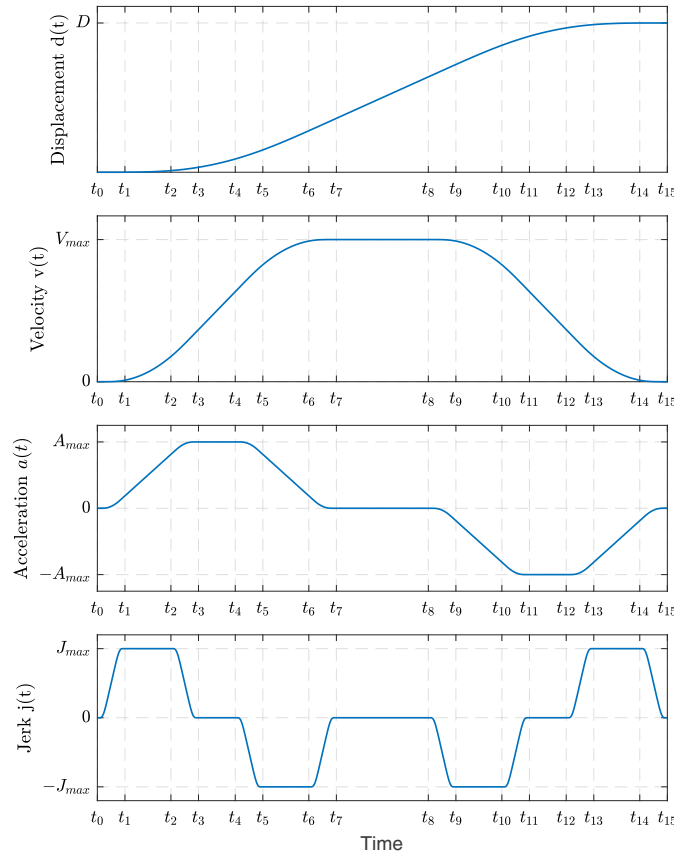 Displacement d(t)
D
t0 t1 t2 t3 t4 t5 t6 t7 t8 t9 t10 t11 t12 t13 t14 t15
Velocity v(t)
Vmax
0
t0 t1 t2 t3 t4 t5 t6 t7 t8 t9 t10 t11 t12 t13 t14 t15
Acceleration a(t)
Amax
0
−Amax
t0 t1 t2 t3 t4 t5 t6 t7 t8 t9 t10 t11 t12 t13 t14 t15
Jerk j(t)
Jmax
0
−Jmax
t0 t1 t2 t3 t4 t5 t6 t7 t8 t9 t10 t11 t12 t13 t14 t15
Time